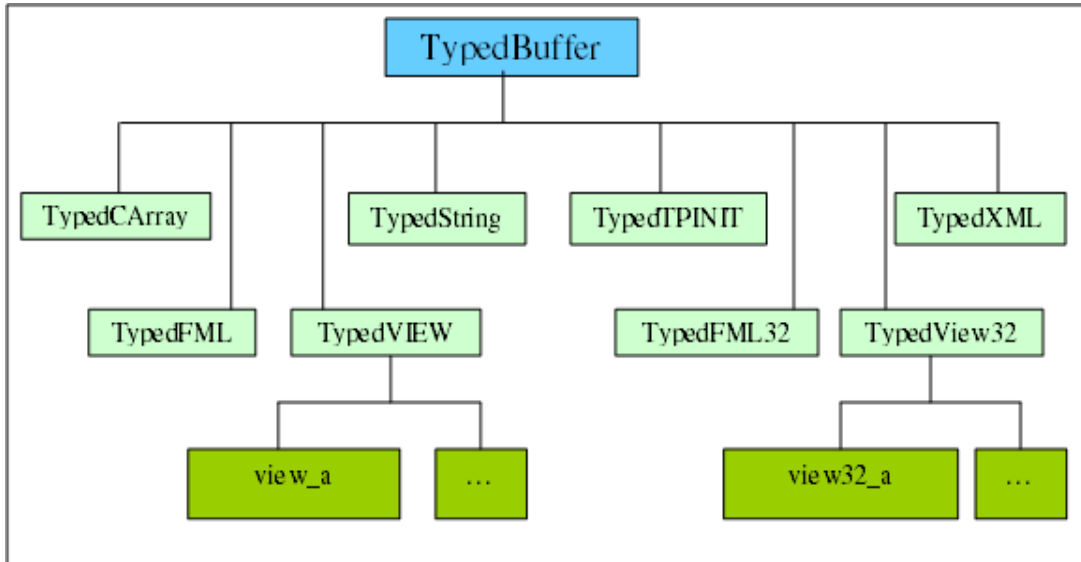 TypedBuffer
TypedCArray
TypedString
TypedTPINIT
TypedXML
TypedFML
TypedVIEW
TypedFML32
TypedView32
view_a
...
view32_a
...